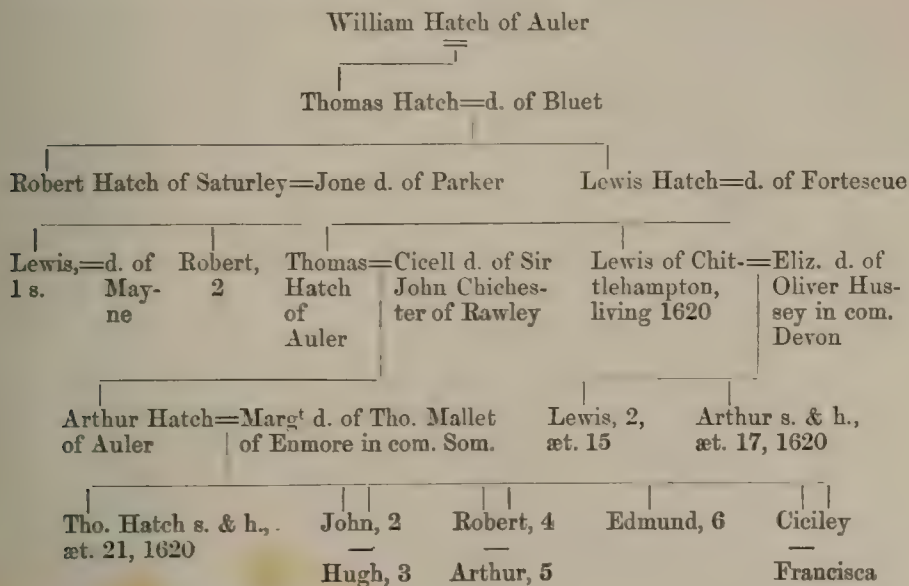 William Hatch of Auler
=
Thomas Hatch=d. of Bluet
Robert Hatch of Saturley=Jone d. of Parker
Lewis Hatch=d. of Fortescue
Lewis,=d. of
1 s. May-
ne
Robert,
2
Thomas=Cicell d. of Sir
Hatch John Chiches-
of ter of Rawley
Auler
Lewis of Chit-=Eliz. d. of
tlehampton, Oliver Hus-
living 1620 sey in com.
Devon
Arthur Hatch=Margt d. of Tho. Mallet
of Auler of Enmore in com. Som.
Lewis, 2,
æt. 15
Arthur s. & h.,
æt. 17, 1620
Tho. Hatch s. & h.,
æt. 21, 1620
John, 2
—
Hugh, 3
Robert, 4
—
Arthur, 5
Edmund, 6
Ciciley
—
Francisca